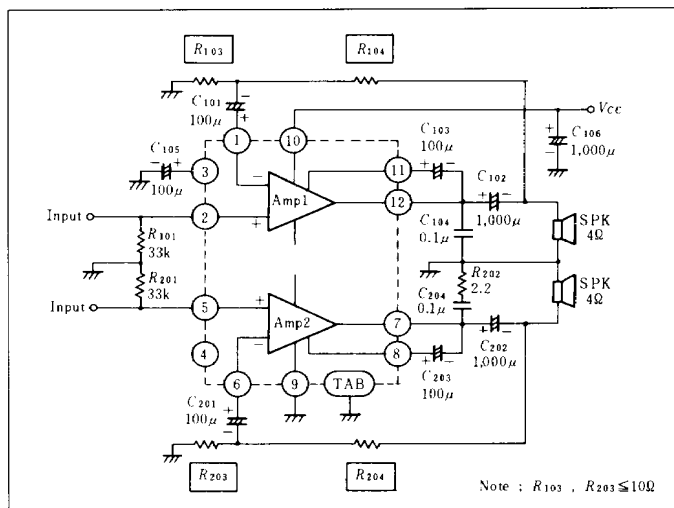 R103
R104
C101
100μ
−
+
1
10
Vcc
C103
100μ
+ −
C106
1,000μ
+
−
C105
− +
100μ
3
11
C102
+ −
1,000μ
Input
2
−
Amp1
+
12
SPK
4Ω
R101
33k
C104
0.1μ
R201
33k
R202
2.2
SPK
4Ω
Input
5
+
Amp2
−
C204
0.1μ
7
+ −
C202
1,000μ
4
8
+ −
C203
100μ
6
9
TAB
C201
100μ
+
−
R203
R204
Note ; R103 , R203≦10Ω